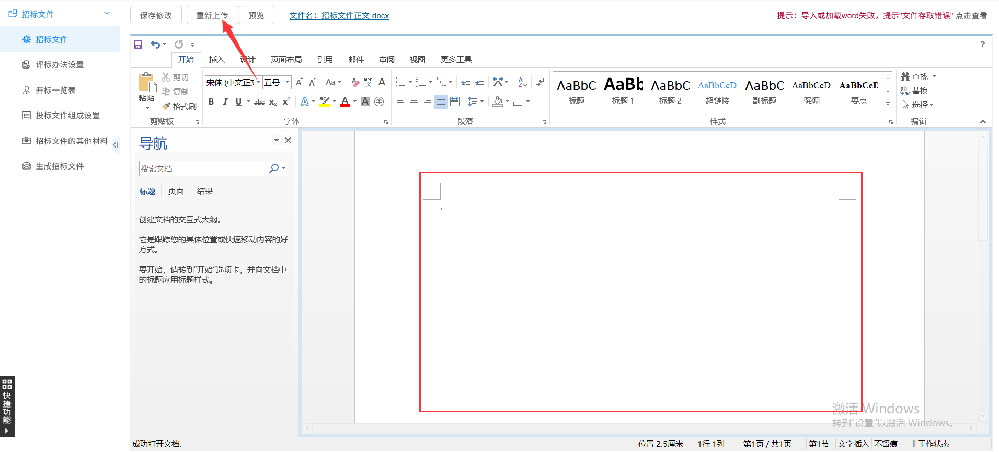 招标文件
招标文件
评标办法设置
开标一览表
投标文件组成设置
招标文件的其他材料
生成招标文件
快捷功能
保存修改
重新上传
预览
文件名：招标文件正文.docx
提示：导入或加载word失败，提示"文件存取错误" 点击查看
?
开始
插入
设计
页面布局
引用
邮件
审阅
视图
更多工具
粘贴
剪切
复制
格式刷
剪贴板
宋体 (中文正文
五号
A A Aa wén 文 A
B I U abc x₂ x² A ab A A 字
字体
段落
AaBbC
AaBb
AaBbC
AaBbCcD
AaBbC
AaBbCcD
AaBbCcD
标题
标题 1
标题 2
超链接
副标题
强调
要点
样式
查找
替换
选择
编辑
导航
搜索文档
标题
页面
结果
创建文档的交互式大纲。
它是跟踪您的具体位置或快速移动内容的好
方式。
要开始，请转到“开始”选项卡，并向文档中
的标题应用标题样式。
激活 Windows
转到“设置”以激活 Windows。
成功打开文档.
位置 2.5厘米
1行 1列
第1页 / 共1页
第1节
文字插入
不留痕
非工作状态